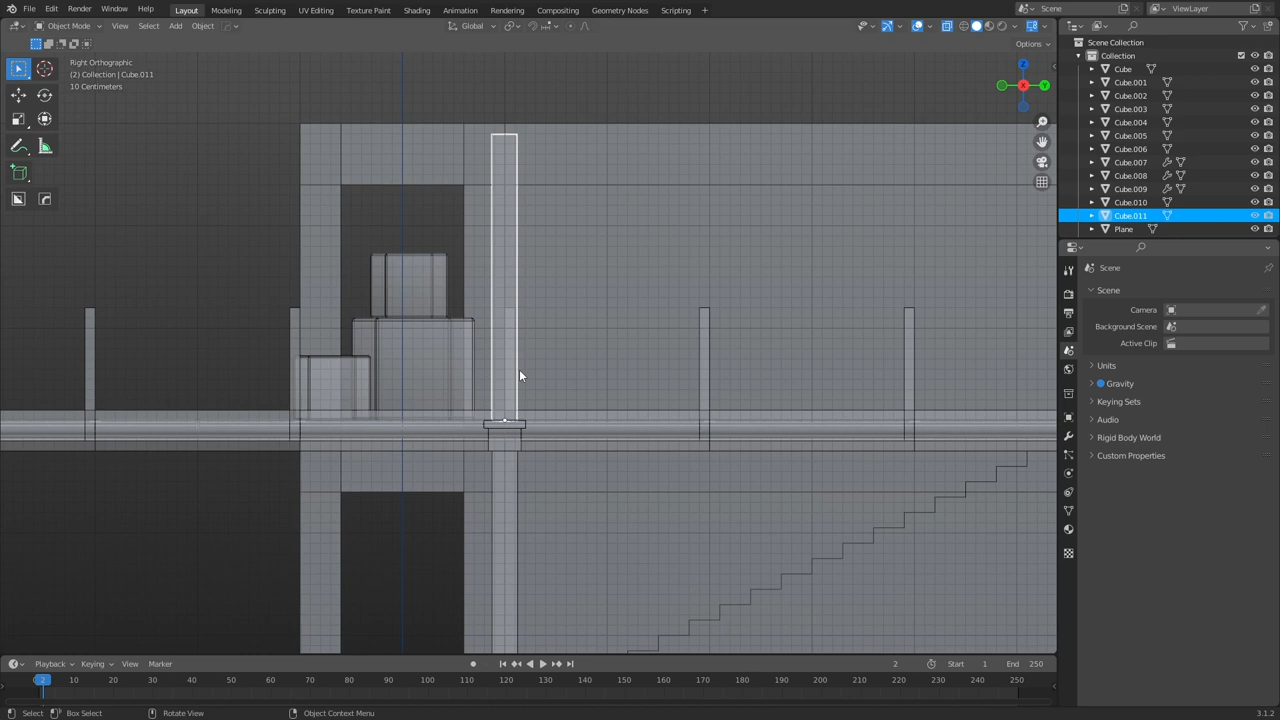 File Edit Render Window Help Layout Modeling Sculpting UV Editing Texture Paint Shading Animation Rendering Compositing Geometry Nodes Scripting + Scene ViewLayer
Object Mode View Select Add Object Global
Options
Right Orthographic
(2) Collection | Cube.011
10 Centimeters
Z
Y
X
Scene Collection
Collection
Cube
Cube.001
Cube.002
Cube.003
Cube.004
Cube.005
Cube.006
Cube.007
Cube.008
Cube.009
Cube.010
Cube.011
Plane
Scene
Scene
Camera
Background Scene
Active Clip
Units
Gravity
Keying Sets
Audio
Rigid Body World
Custom Properties
Playback Keying View Marker 2 Start 1 End 250
2 10 20 30 40 50 60 70 80 90 100 110 120 130 140 150 160 170 180 190 200 210 220 230 240 250
Select Box Select Rotate View Object Context Menu 3.1.2